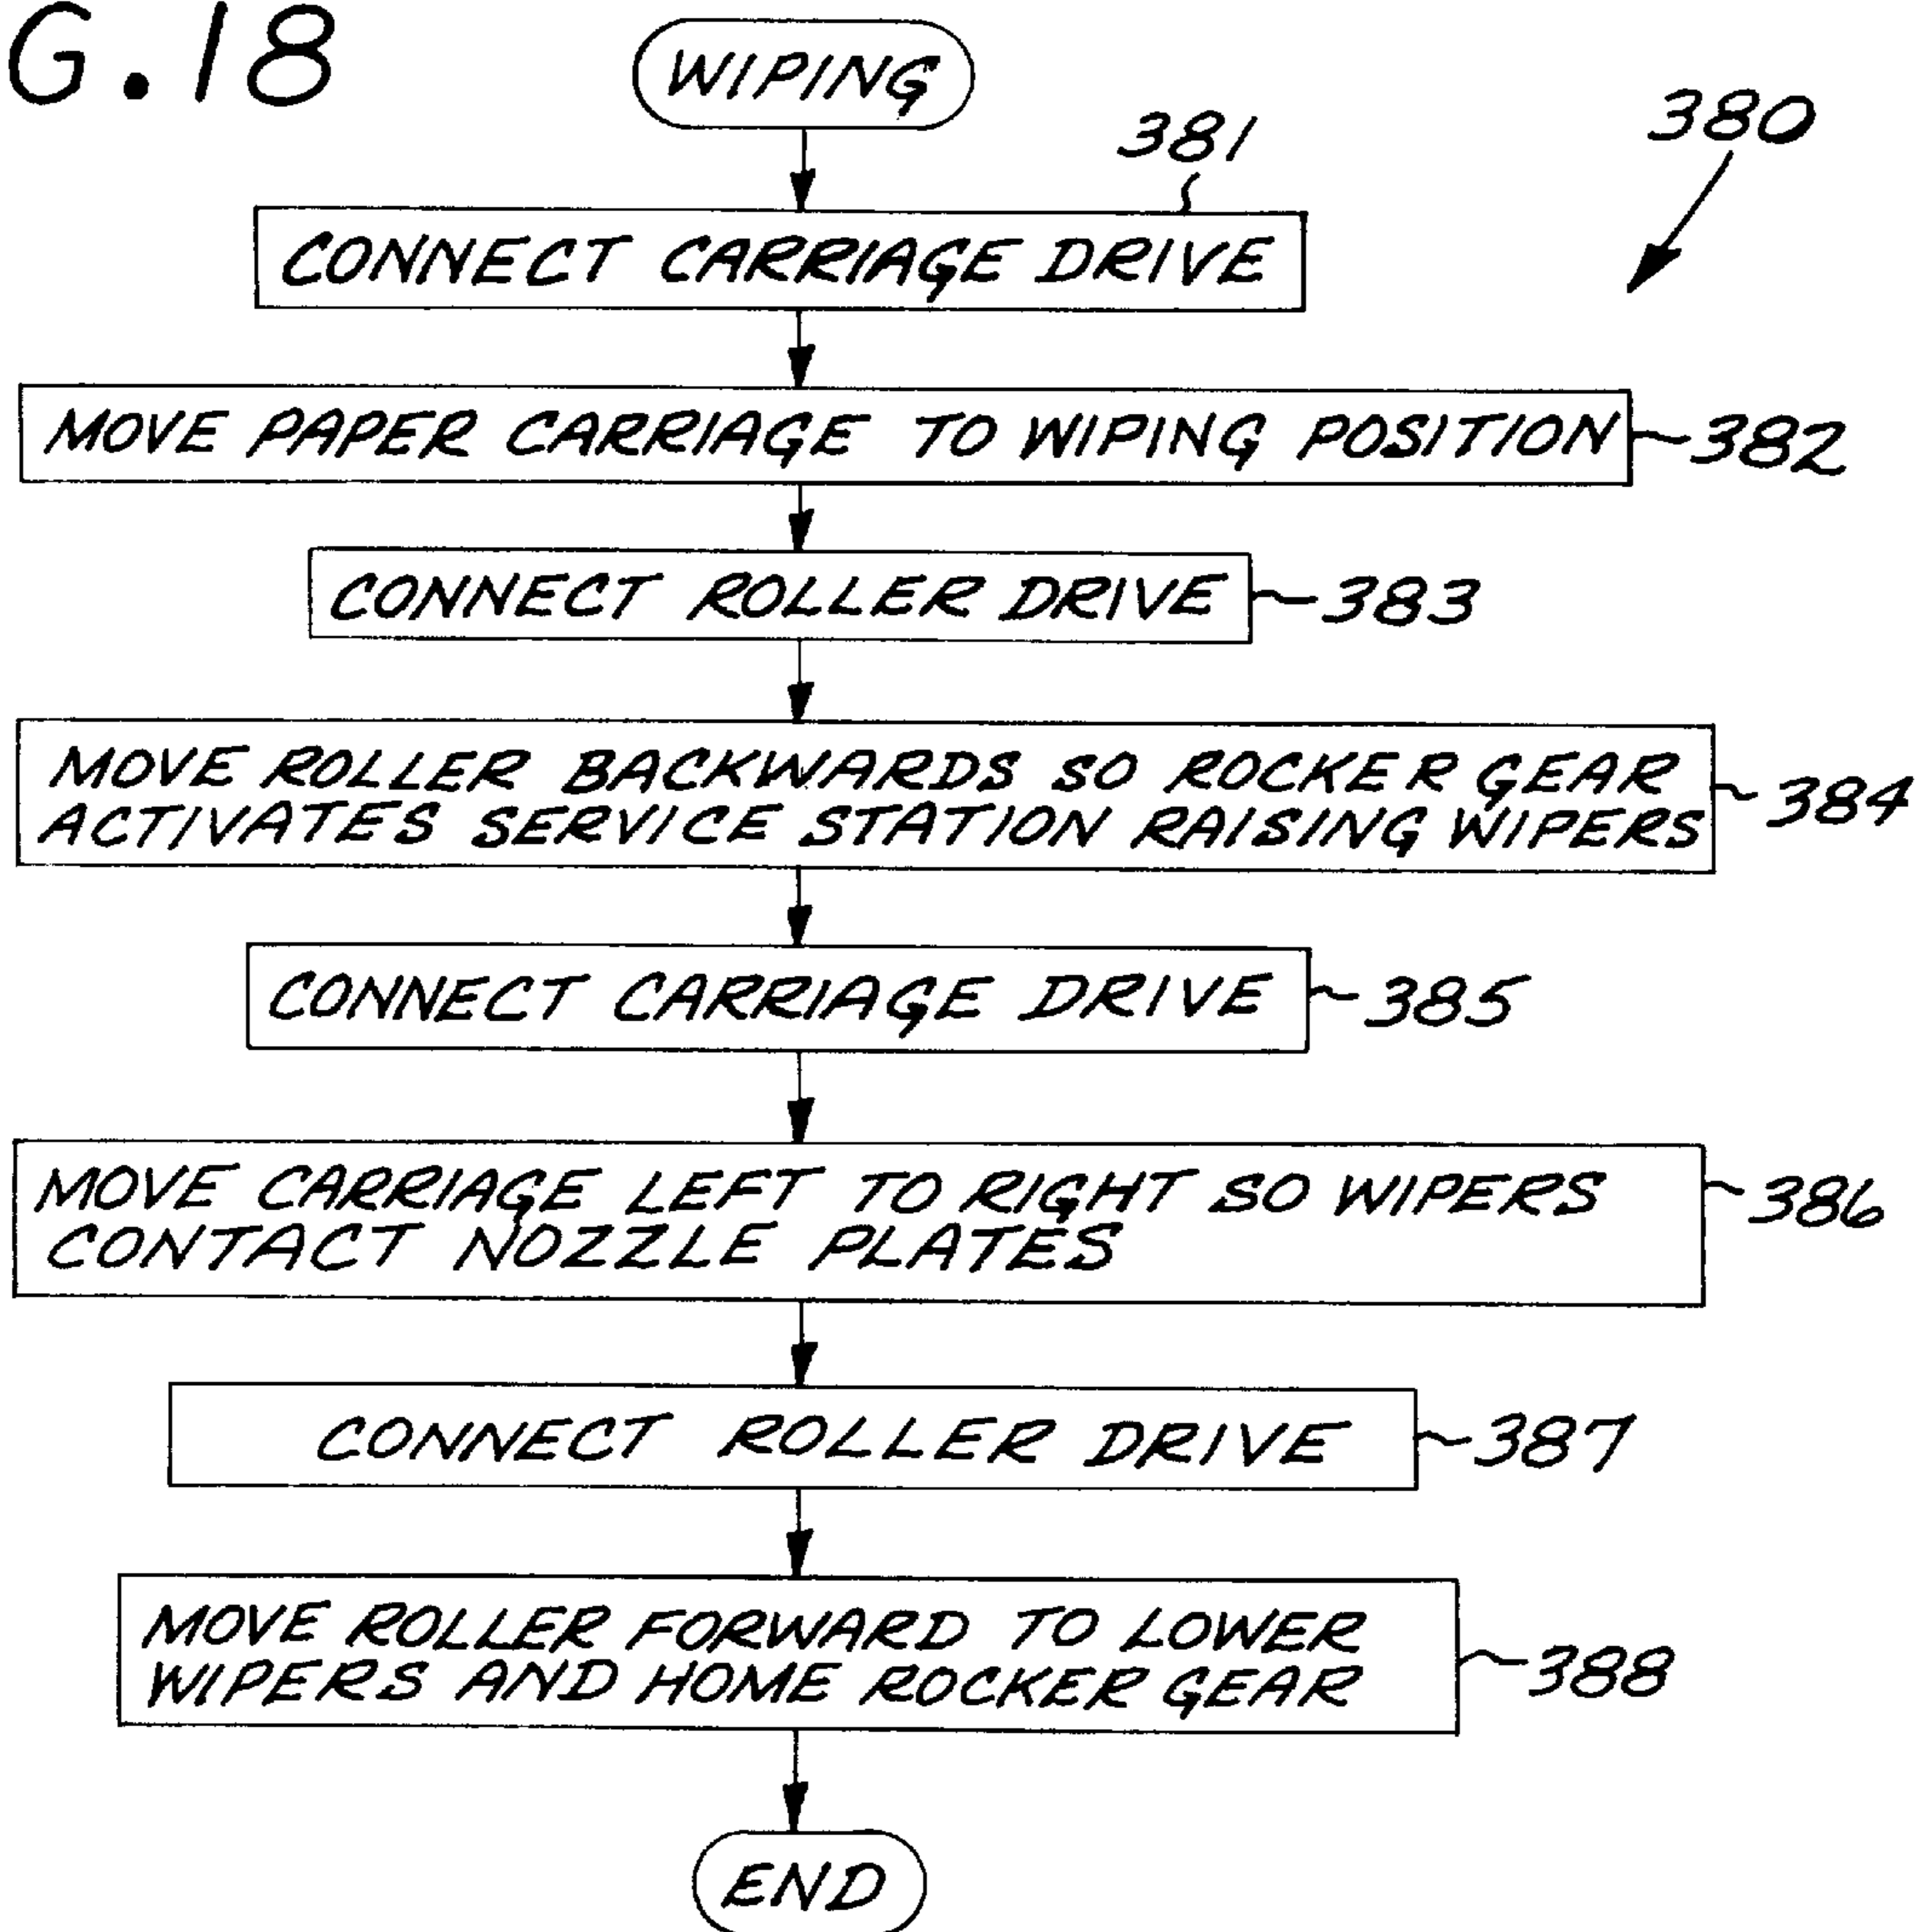 G.18
WIPING
380
381
CONNECT CARRIAGE DRIVE
MOVE PAPER CARRIAGE TO WIPING POSITION
382
CONNECT ROLLER DRIVE
383
MOVE ROLLER BACKWARDS SO ROCKER GEAR
ACTIVATES SERVICE STATION RAISING WIPERS
384
CONNECT CARRIAGE DRIVE
385
MOVE CARRIAGE LEFT TO RIGHT SO WIPERS
CONTACT NOZZLE PLATES
386
CONNECT ROLLER DRIVE
387
MOVE ROLLER FORWARD TO LOWER
WIPERS AND HOME ROCKER GEAR
388
END